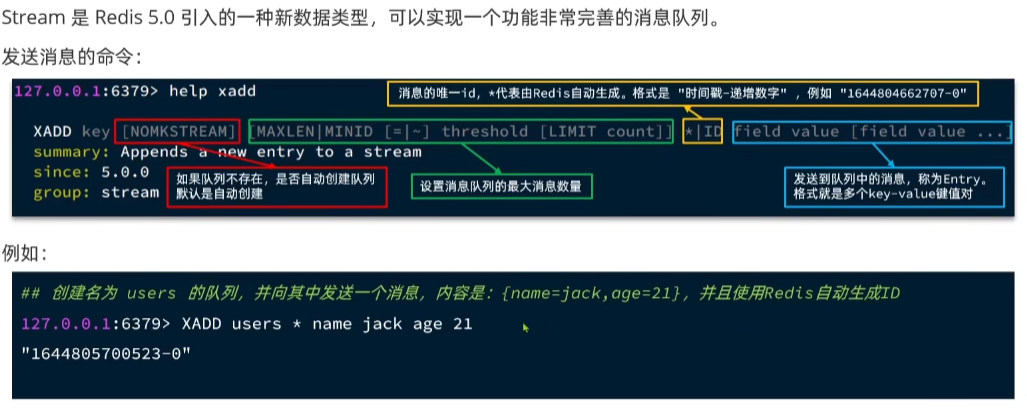 Stream 是 Redis 5.0 引入的一种新数据类型，可以实现一个功能非常完善的消息队列。
发送消息的命令：
127.0.0.1:6379> help xadd
消息的唯一id，*代表由Redis自动生成。格式是 "时间戳-递增数字" ，例如 "1644804662707-0"
XADD key [NOMKSTREAM] [MAXLEN|MINID [=|~] threshold [LIMIT count]] *|ID field value [field value ...]
summary: Appends a new entry to a stream
since: 5.0.0
group: stream
如果队列不存在，是否自动创建队列
默认是自动创建
设置消息队列的最大消息数量
发送到队列中的消息，称为Entry。
格式就是多个key-value键值对
例如：
## 创建名为 users 的队列，并向其中发送一个消息，内容是：{name=jack,age=21}，并且使用Redis自动生成ID
127.0.0.1:6379> XADD users * name jack age 21
"1644805700523-0"